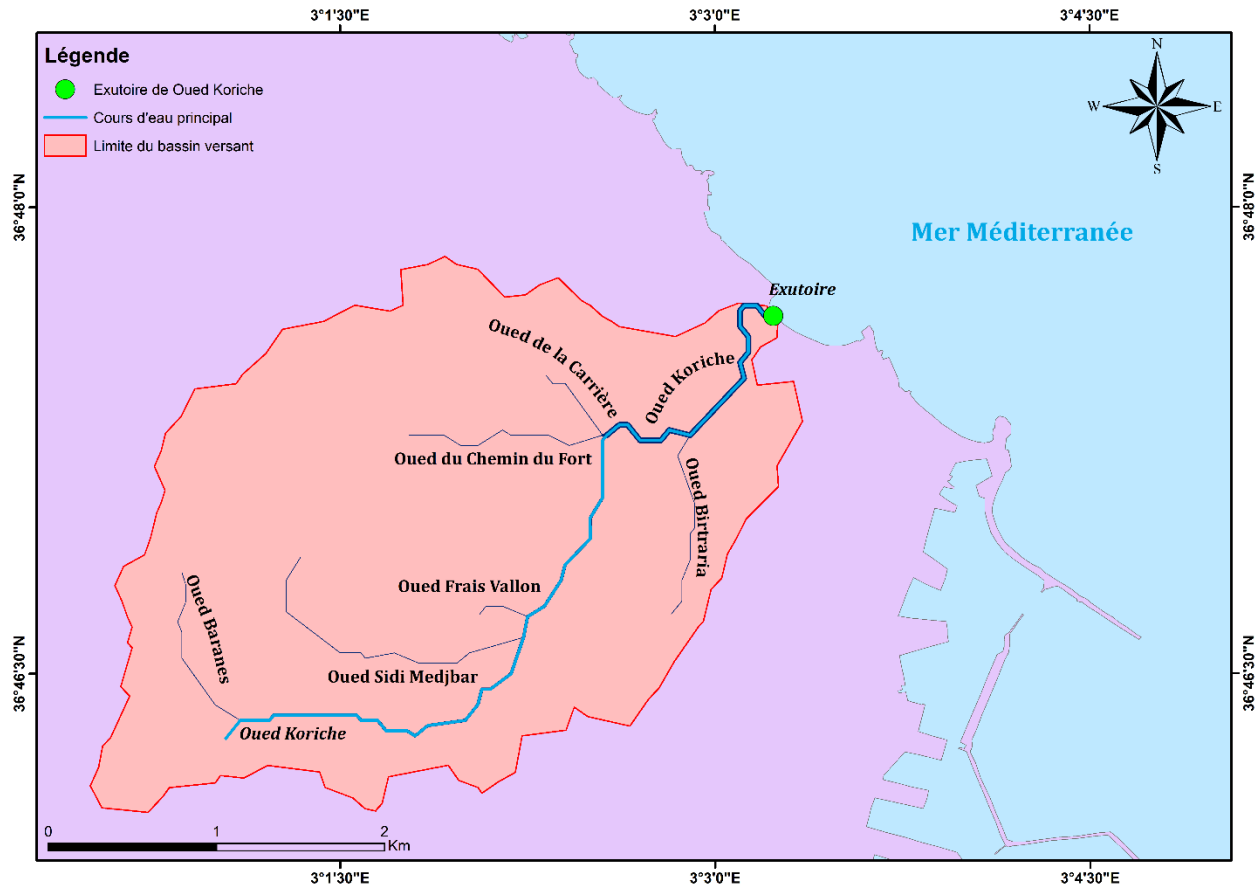 3°1'30"E
3°3'0"E
3°4'30"E
Légende
Exutoire de Oued Koriche
Cours d'eau principal
Limite du bassin versant
N
W
E
S
36°48'0"N
36°48'0"N
Mer Méditerranée
Exutoire
Oued de la Carrière
Oued Koriche
Oued du Chemin du Fort
Oued Birtraria
Oued Frais Vallon
Oued Baranes
Oued Sidi Medjbar
36°46'30"N
36°46'30"N
Oued Koriche
0
1
2
Km
3°1'30"E
3°3'0"E
3°4'30"E